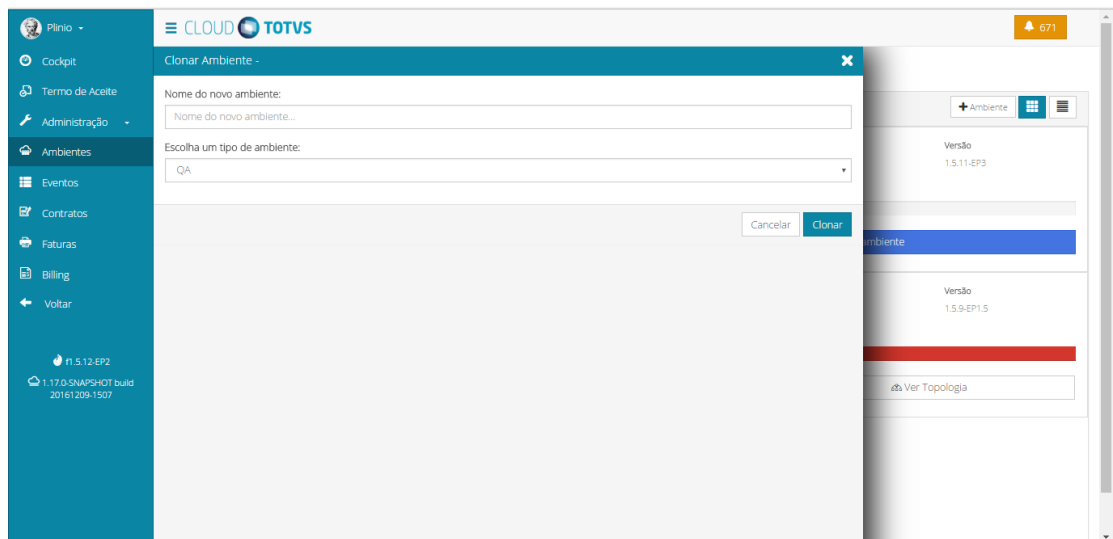 Plinio
CLOUD TOTVS
671
Cockpit
Termo de Aceite
Administração
Ambientes
Eventos
Contratos
Faturas
Billing
Voltar
f1.5.12-EP2
1.17.0-SNAPSHOT build
20161209-1507
Clonar Ambiente -
Nome do novo ambiente:
Nome do novo ambiente...
Escolha um tipo de ambiente:
QA
Cancelar
Clonar
Ambiente
Versão
1.5.11-EP3
ambiente
Versão
1.5.9-EP1.5
Ver Topologia